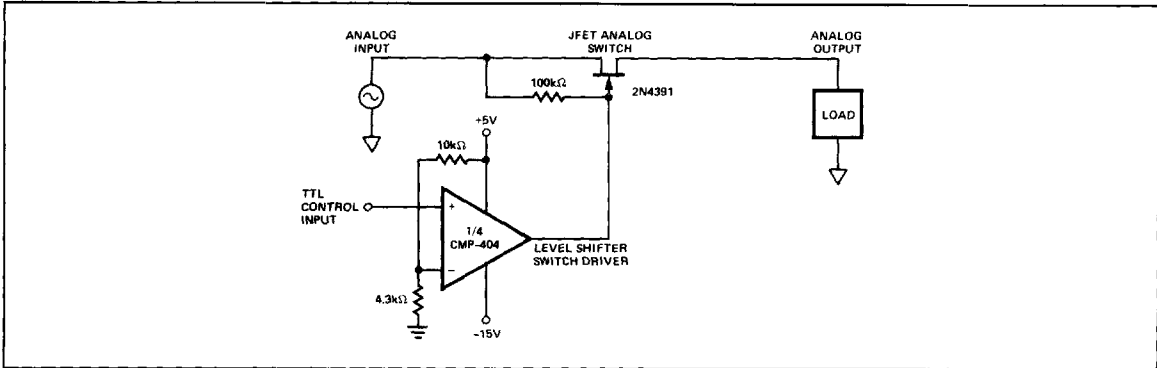 ANALOG
INPUT
JFET ANALOG
SWITCH
ANALOG
OUTPUT
100kΩ
2N4391
LOAD
+5V
10kΩ
TTL
CONTROL
INPUT
+
1/4
CMP-404
–
LEVEL SHIFTER
SWITCH DRIVER
4.3kΩ
-15V